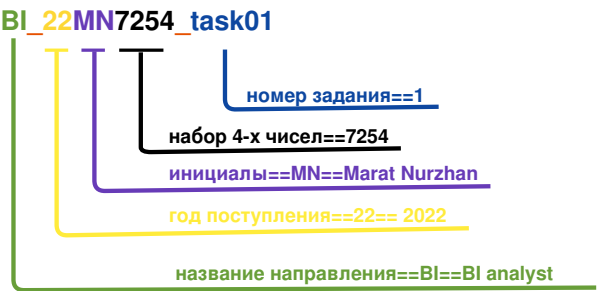 BI_22MN7254_task01
номер задания==1
набор 4-х чисел==7254
инициалы==MN==Marat Nurzhan
год поступления==22== 2022
название направления==BI==BI analyst